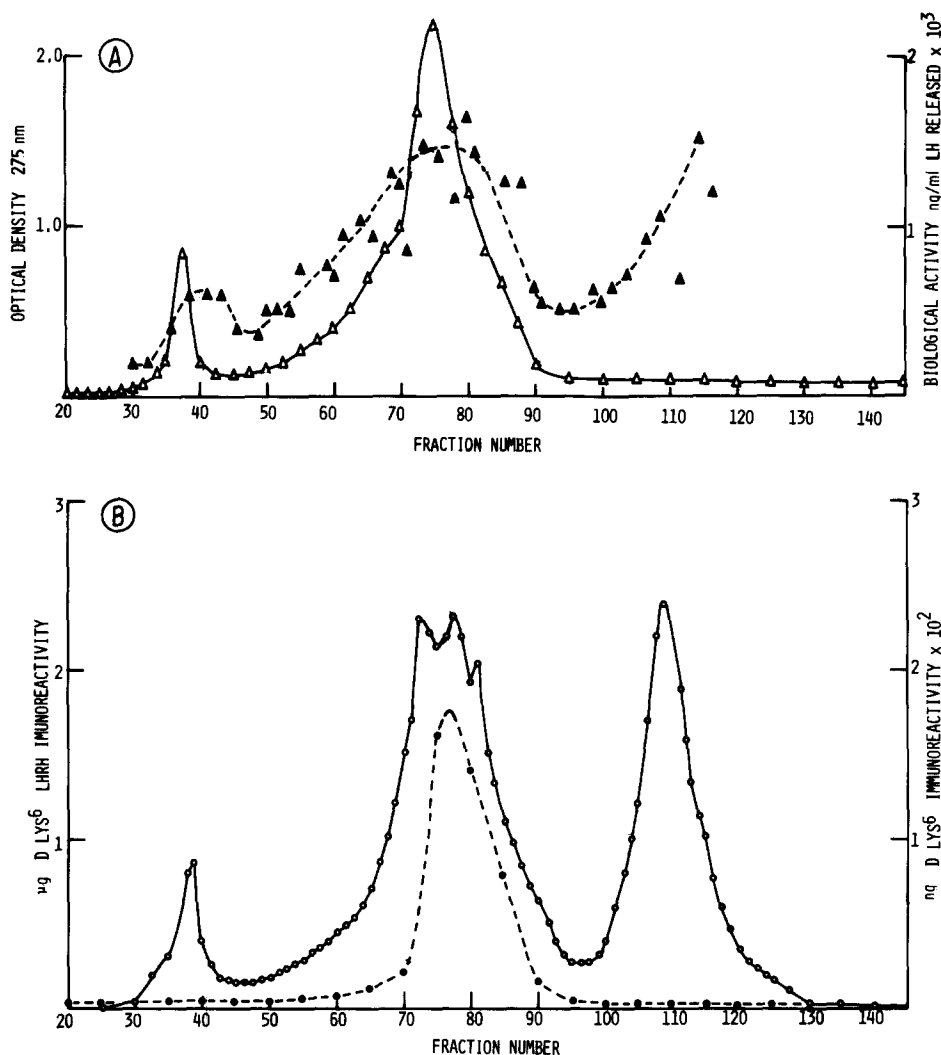 A
2.0
1.0
OPTICAL DENSITY 275 nm
2
1
BIOLOGICAL ACTIVITY ng/ml LH RELEASED x 10³
20 30 40 50 60 70 80 90 100 110 120 130 140
FRACTION NUMBER
B
3
2
1
µg D LYS⁶ LHRH IMUNOREACTIVITY
3
2
1
ng D LYS⁶ IMMUNOREACTIVITY x 10²
20 30 40 50 60 70 80 90 100 110 120 130 140
FRACTION NUMBER